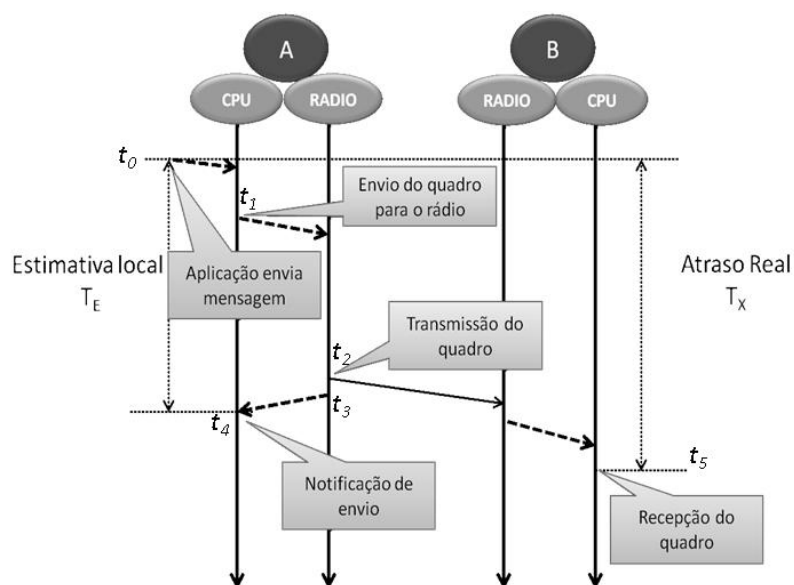 A
B
CPU
RADIO
RADIO
CPU
t0
t1
Envio do quadro
para o rádio
Estimativa local
TE
Aplicação envia
mensagem
Atraso Real
TX
Transmissão do
quadro
t2
t3
t4
t5
Notificação de
envio
Recepção do
quadro